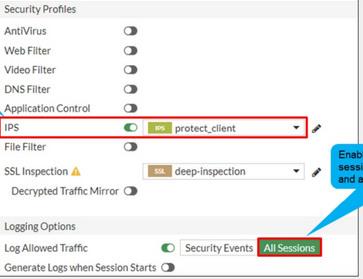 Security Profiles
AntiVirus
Web Filter
Video Filter
DNS Filter
Application Control
IPS
IPS protect_client
File Filter
SSL Inspection
SSL deep-inspection
Decrypted Traffic Mirror
Enab
sessi
and a
Logging Options
Log Allowed Traffic
Security Events
All Sessions
Generate Logs when Session Starts